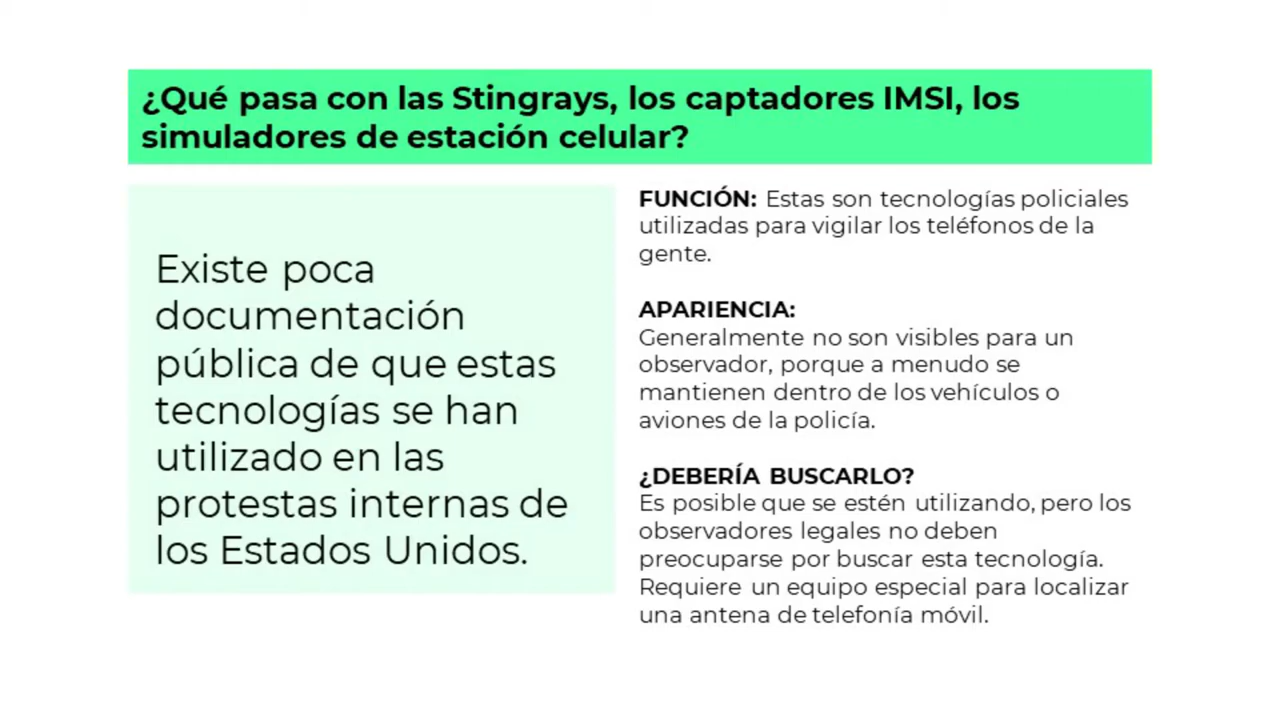 ¿Qué pasa con las Stingrays, los captadores IMSI, los
simuladores de estación celular?
Existe poca
documentación
pública de que estas
tecnologías se han
utilizado en las
protestas internas de
los Estados Unidos.
FUNCIÓN: Estas son tecnologías policiales
utilizadas para vigilar los teléfonos de la
gente.
APARIENCIA:
Generalmente no son visibles para un
observador, porque a menudo se
mantienen dentro de los vehículos o
aviones de la policía.
¿DEBERÍA BUSCARLO?
Es posible que se estén utilizando, pero los
observadores legales no deben
preocuparse por buscar esta tecnología.
Requiere un equipo especial para localizar
una antena de telefonía móvil.